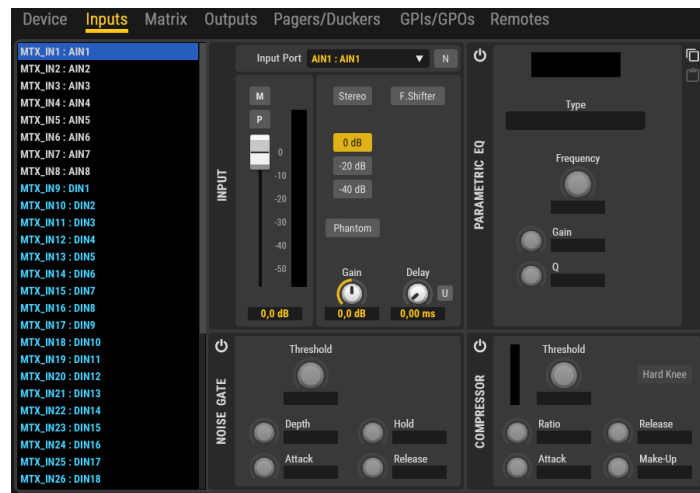 Device Inputs Matrix Outputs Pagers/Duckers GPIs/GPOs Remotes
MTX_IN1 : AIN1
MTX_IN2 : AIN2
MTX_IN3 : AIN3
MTX_IN4 : AIN4
MTX_IN5 : AIN5
MTX_IN6 : AIN6
MTX_IN7 : AIN7
MTX_IN8 : AIN8
MTX_IN9 : DIN1
MTX_IN10 : DIN2
MTX_IN11 : DIN3
MTX_IN12 : DIN4
MTX_IN13 : DIN5
MTX_IN14 : DIN6
MTX_IN15 : DIN7
MTX_IN16 : DIN8
MTX_IN17 : DIN9
MTX_IN18 : DIN10
MTX_IN19 : DIN11
MTX_IN20 : DIN12
MTX_IN21 : DIN13
MTX_IN22 : DIN14
MTX_IN23 : DIN15
MTX_IN24 : DIN16
MTX_IN25 : DIN17
MTX_IN26 : DIN18
INPUT
Input Port AIN1 : AIN1 N
M
P
0
-10
-20
-30
-40
-50
0,0 dB
Stereo F.Shifter
0 dB
-20 dB
-40 dB
Phantom
Gain Delay
U
0,0 dB 0,00 ms
PARAMETRIC EQ
Type
Frequency
Gain
Q
NOISE GATE
Threshold
Depth Hold
Attack Release
COMPRESSOR
Threshold
Hard Knee
Ratio Release
Attack Make-Up